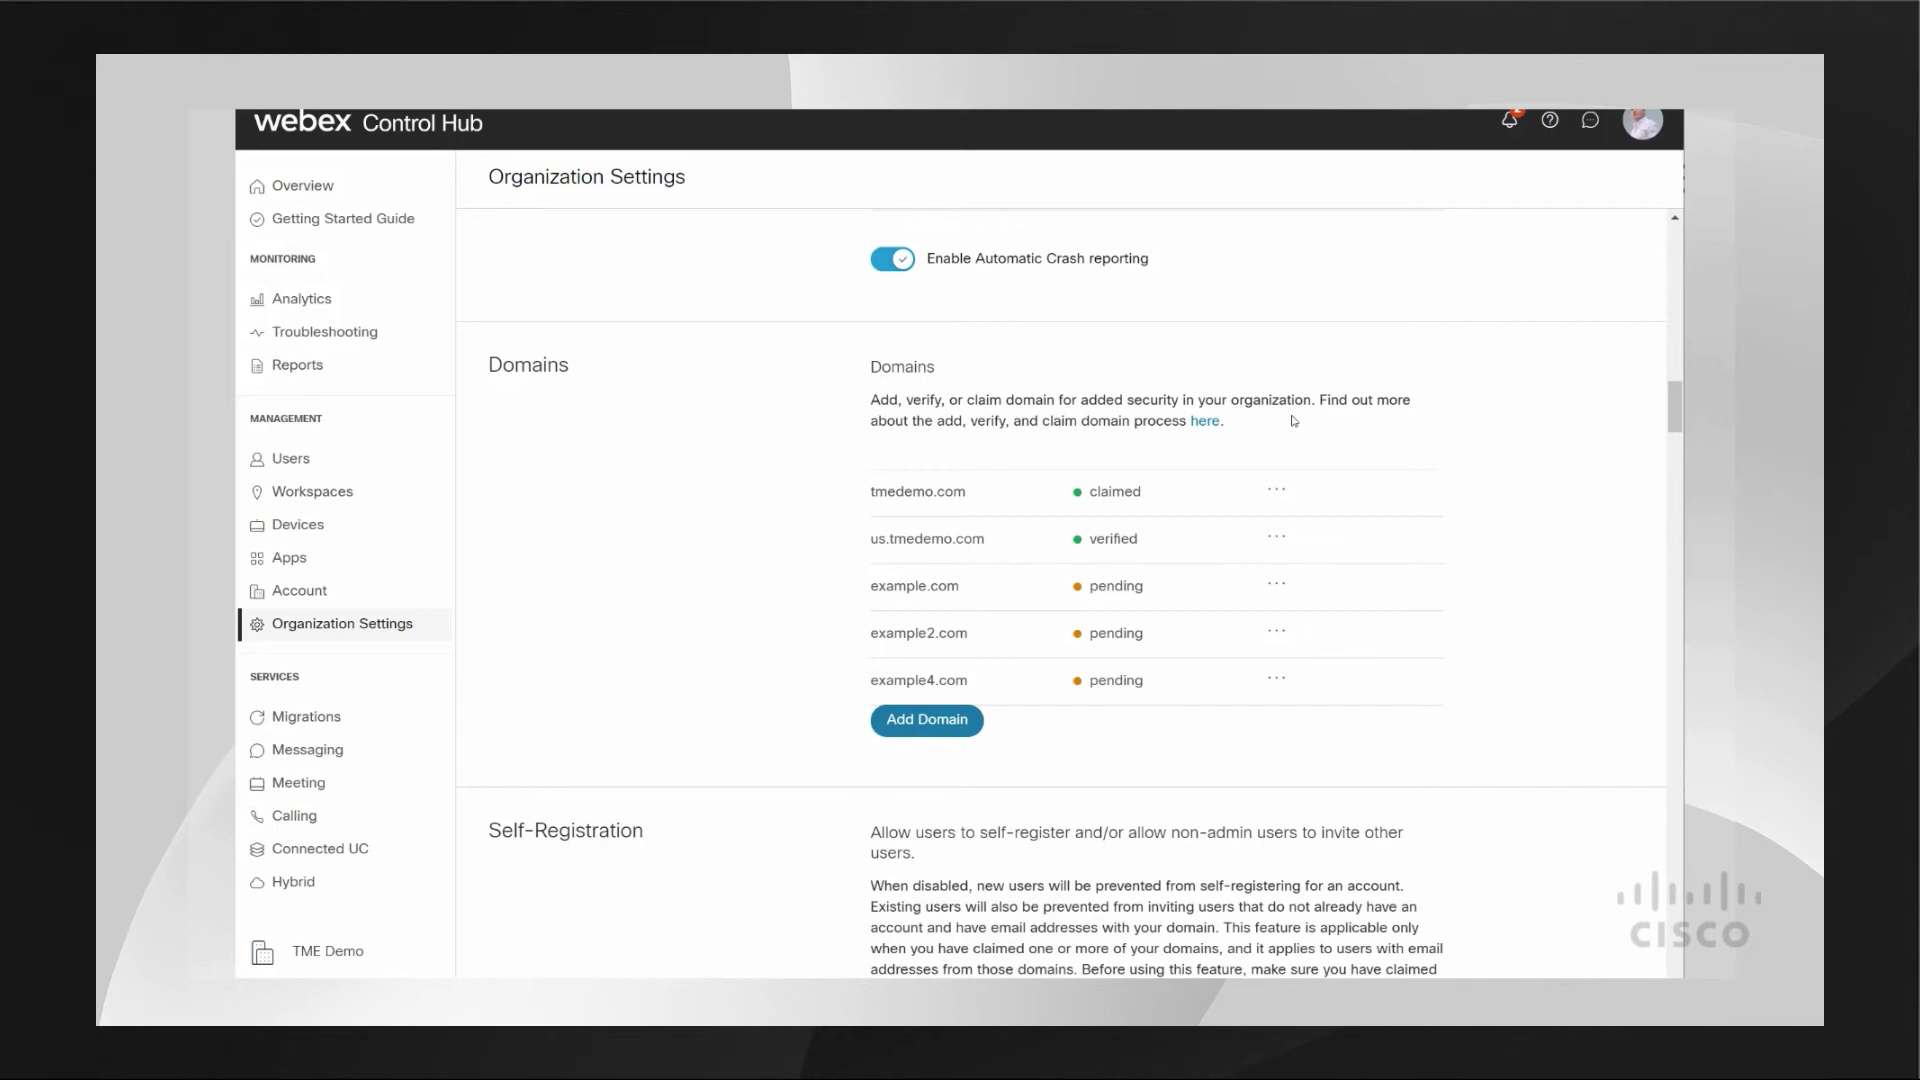 webex Control Hub
Organization Settings
Overview
Getting Started Guide
MONITORING
Analytics
Troubleshooting
Reports
MANAGEMENT
Users
Workspaces
Devices
Apps
Account
Organization Settings
SERVICES
Migrations
Messaging
Meeting
Calling
Connected UC
Hybrid
TME Demo
Enable Automatic Crash reporting
Domains
Domains
Add, verify, or claim domain for added security in your organization. Find out more
about the add, verify, and claim domain process here.
tmedemo.com claimed ...
us.tmedemo.com verified ...
example.com pending ...
example2.com pending ...
example4.com pending ...
Add Domain
Self-Registration
Allow users to self-register and/or allow non-admin users to invite other
users.
When disabled, new users will be prevented from self-registering for an account.
Existing users will also be prevented from inviting users that do not already have an
account and have email addresses with your domain. This feature is applicable only
when you have claimed one or more of your domains, and it applies to users with email
addresses from those domains. Before using this feature, make sure you have claimed
CISCO